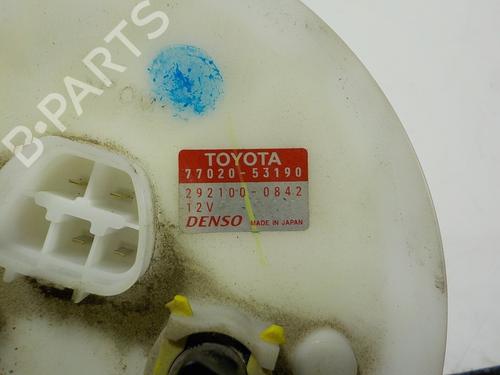 B-PARTS
TOYOTA
77020-53190
292100-0842
12V
DENSO MADE IN JAPAN